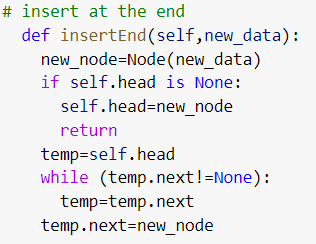 # insert at the end
  def insertEnd(self,new_data):
    new_node=Node(new_data)
    if self.head is None:
      self.head=new_node
      return
    temp=self.head
    while (temp.next!=None):
      temp=temp.next
    temp.next=new_node